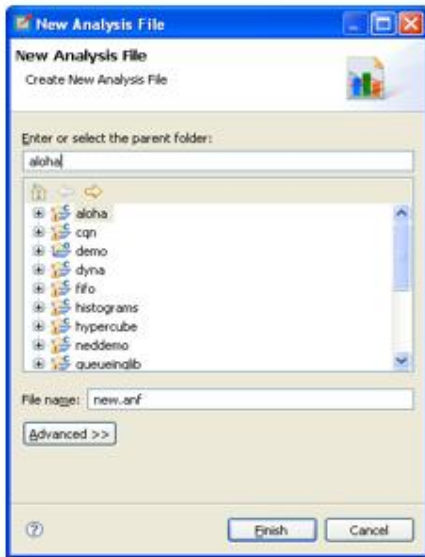 New Analysis File
New Analysis File
Create New Analysis File
Enter or select the parent folder:
aloha
aloha
cqn
demo
dyna
fifo
histograms
hypercube
neddemo
queueinglib
File name: new.anf
Advanced >>
Finish Cancel